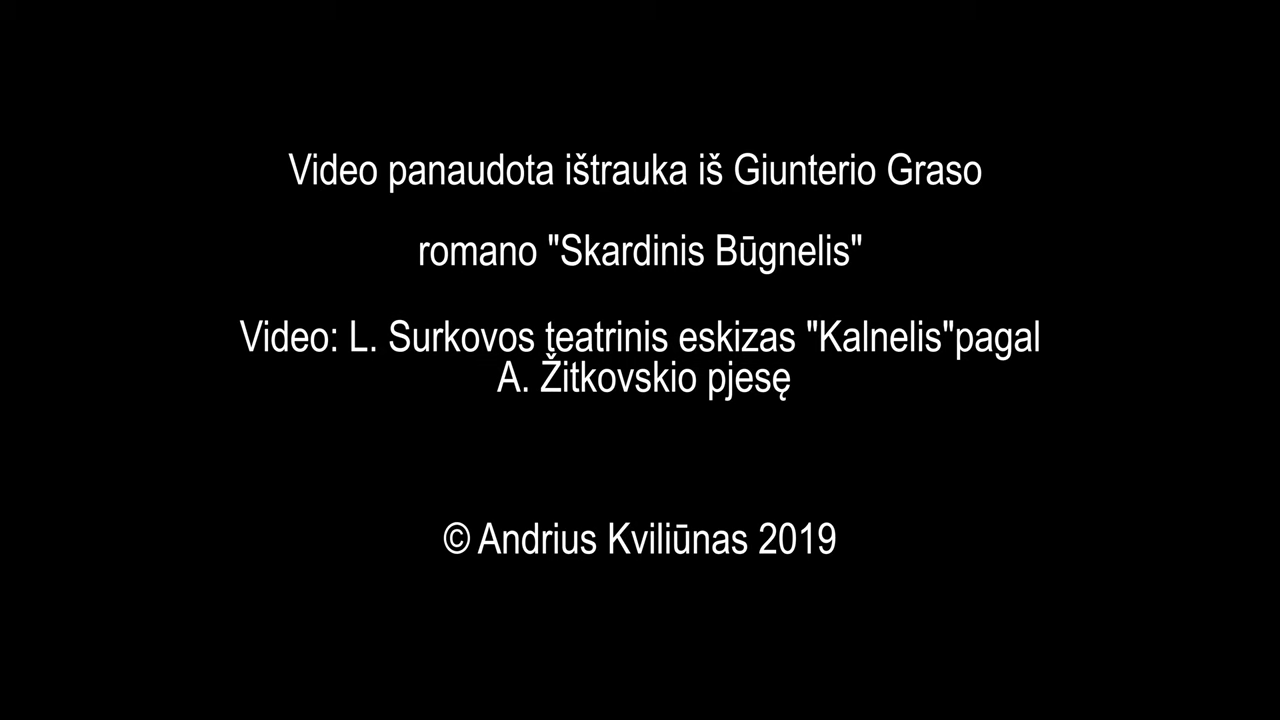 Video panaudota ištrauka iš Giunterio Graso
romano "Skardinis Būgnelis"
Video: L. Surkovos teatrinis eskizas "Kalnelis"pagal
A. Žitkovskio pjesę
© Andrius Kviliūnas 2019